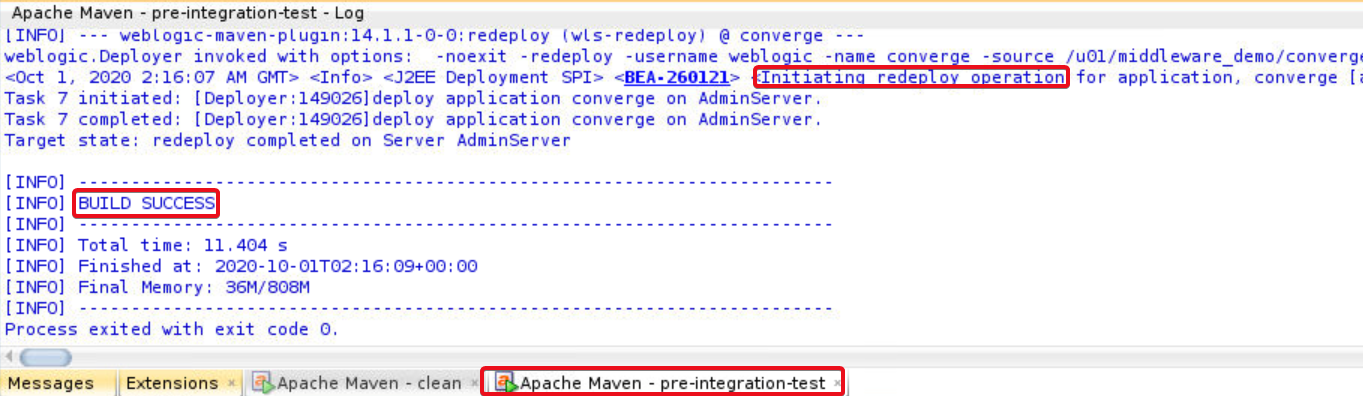 Apache Maven - pre-integration-test - Log
[INFO] --- weblogic-maven-plugin:14.1.1-0-0:redeploy (wls-redeploy) @ converge ---
weblogic.Deployer invoked with options:  -noexit -redeploy -username weblogic -name converge -source /u01/middleware_demo/converge
<Oct 1, 2020 2:16:07 AM GMT> <Info> <J2EE Deployment SPI> <BEA-260121> <Initiating redeploy operation for application, converge [a
Task 7 initiated: [Deployer:149026]deploy application converge on AdminServer.
Task 7 completed: [Deployer:149026]deploy application converge on AdminServer.
Target state: redeploy completed on Server AdminServer
[INFO] ------------------------------------------------------------------------
[INFO] BUILD SUCCESS
[INFO] ------------------------------------------------------------------------
[INFO] Total time: 11.404 s
[INFO] Finished at: 2020-10-01T02:16:09+00:00
[INFO] Final Memory: 36M/808M
[INFO] ------------------------------------------------------------------------
Process exited with exit code 0.
Messages Extensions × Apache Maven - clean × Apache Maven - pre-integration-test ×